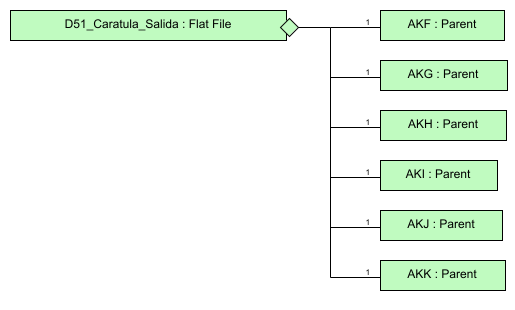 D51_Caratula_Salida : Flat File
1
AKF : Parent
1
AKG : Parent
1
AKH : Parent
1
AKI : Parent
1
AKJ : Parent
1
AKK : Parent